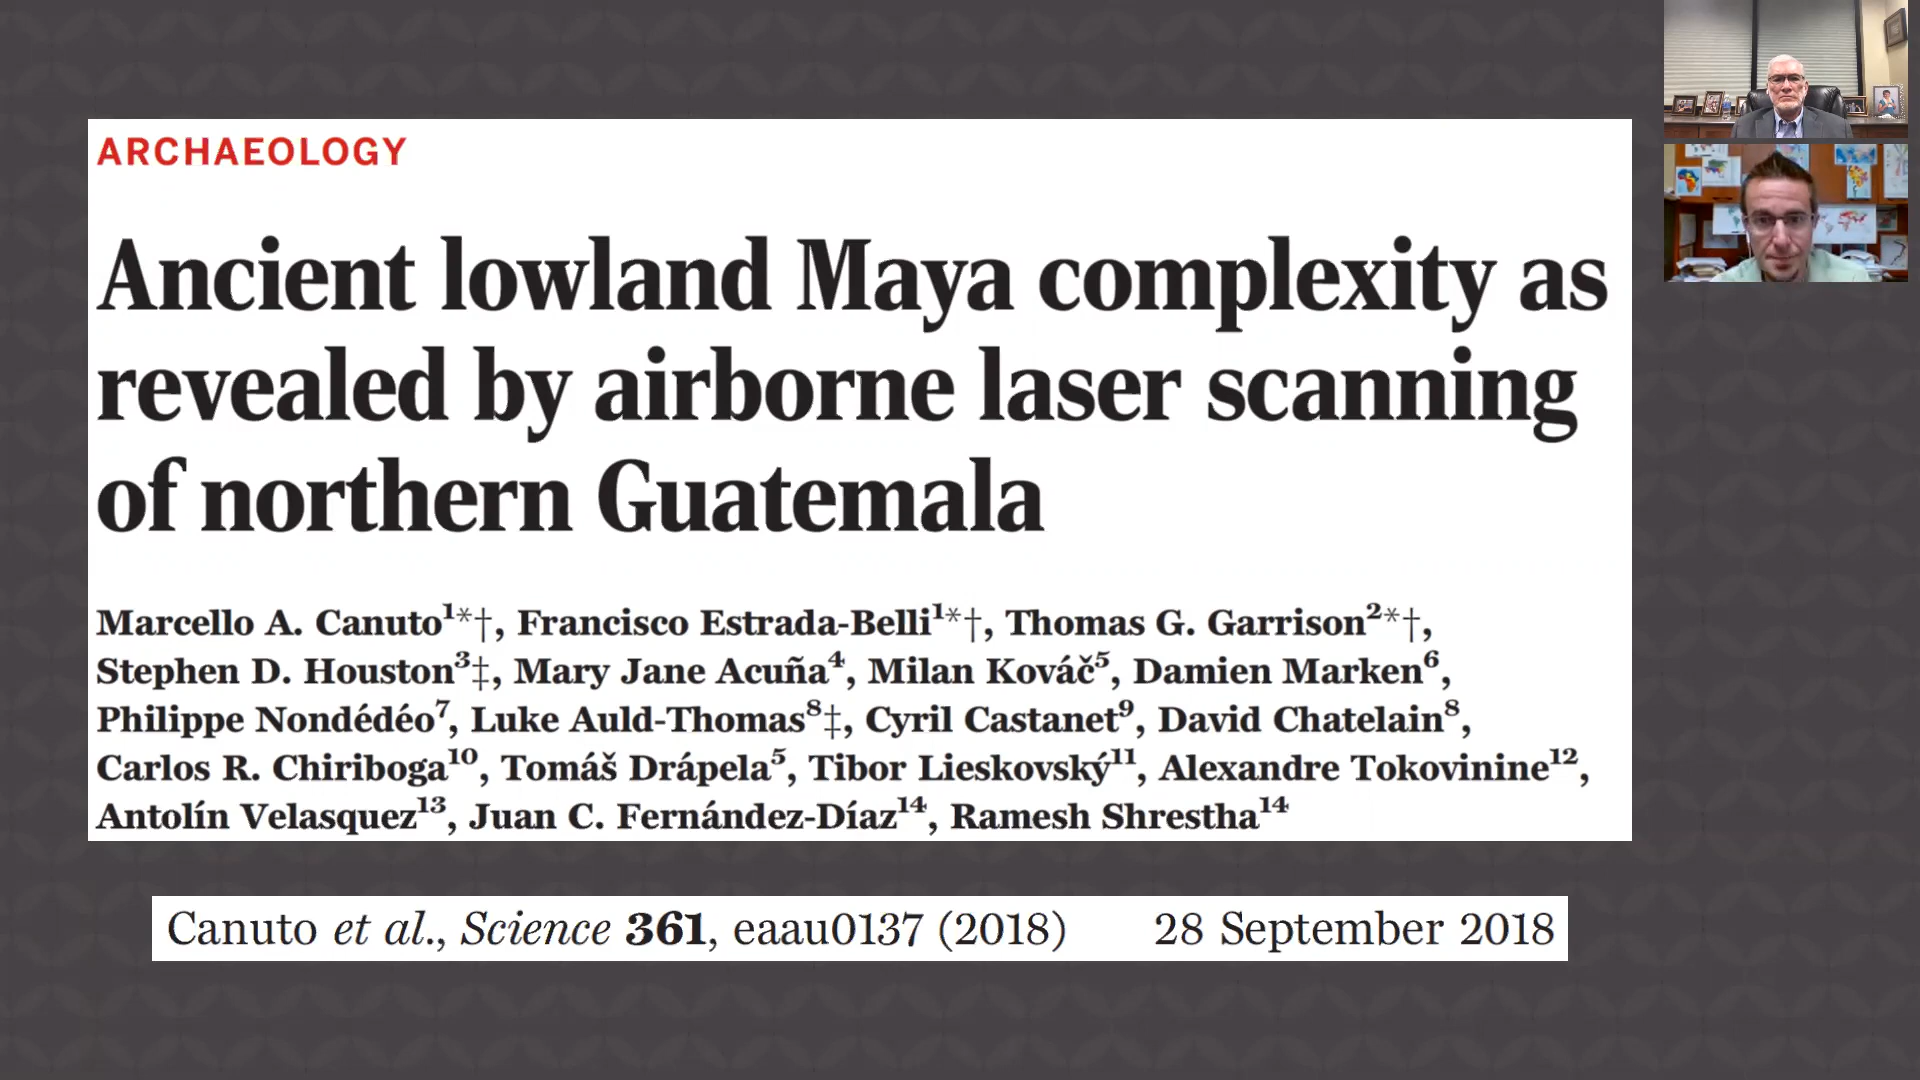 ARCHAEOLOGY
Ancient lowland Maya complexity as
revealed by airborne laser scanning
of northern Guatemala
Marcello A. Canuto¹*†, Francisco Estrada-Belli¹*†, Thomas G. Garrison²*†,
Stephen D. Houston³‡, Mary Jane Acuña⁴, Milan Kováč⁵, Damien Marken⁶,
Philippe Nondédéo⁷, Luke Auld-Thomas⁸‡, Cyril Castanet⁹, David Chatelain⁸,
Carlos R. Chiriboga¹⁰, Tomáš Drápela⁵, Tibor Lieskovský¹¹, Alexandre Tokovinine¹²,
Antolín Velasquez¹³, Juan C. Fernández-Díaz¹⁴, Ramesh Shrestha¹⁴
Canuto et al., Science 361, eaau0137 (2018) 28 September 2018